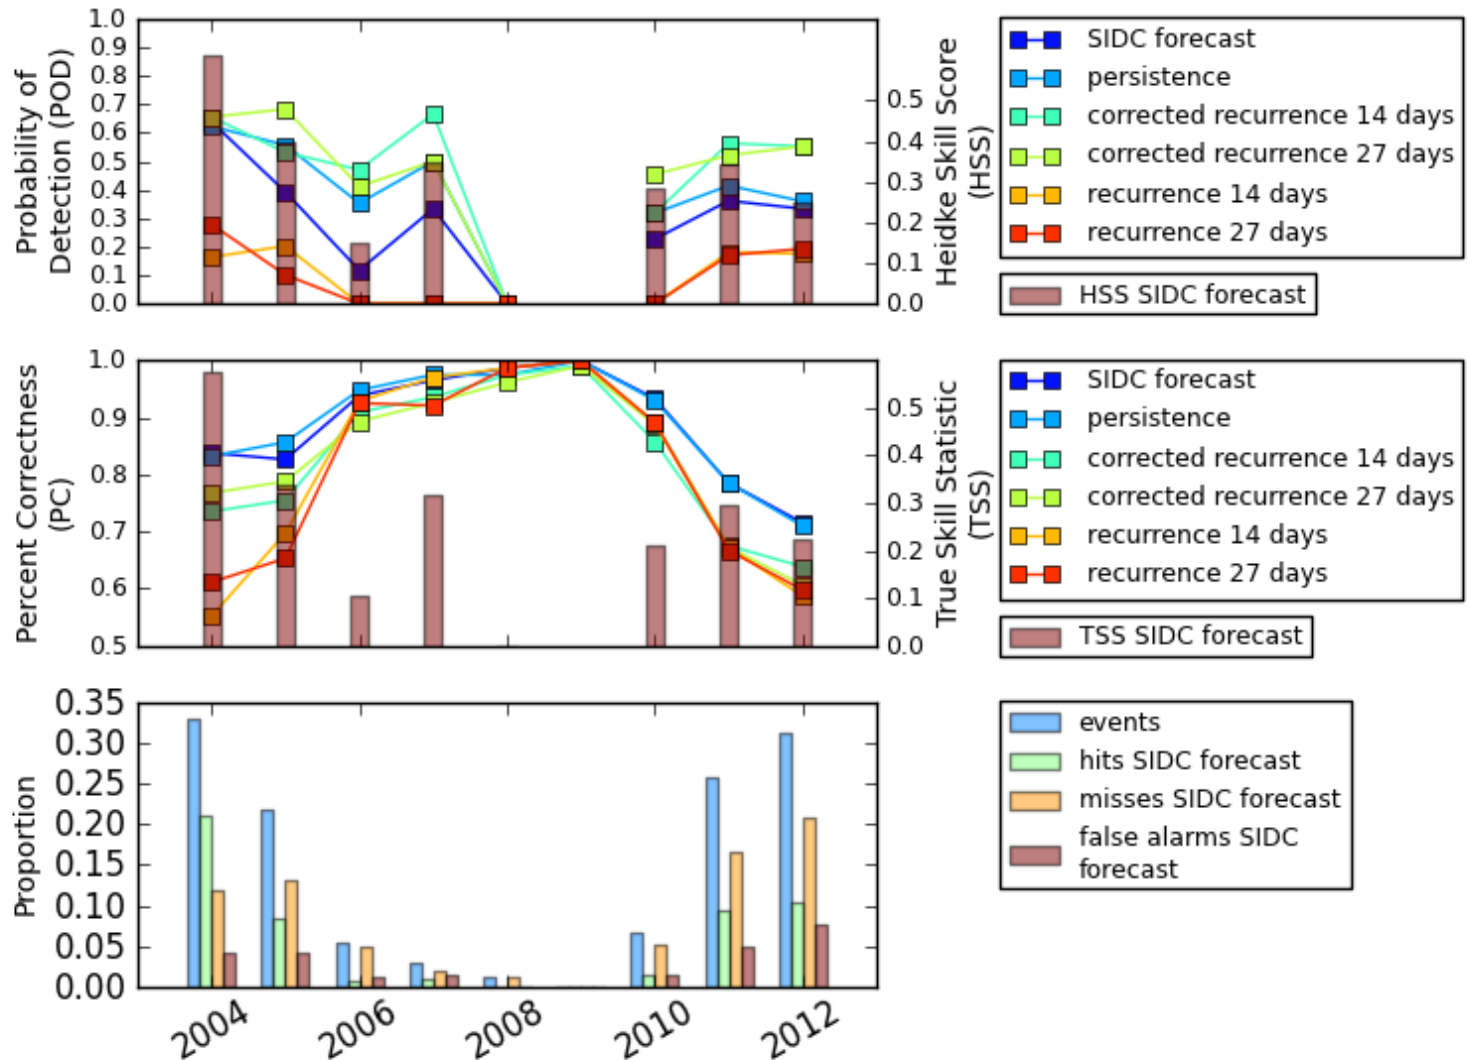 Probability of
Detection (POD)
1.0
0.9
0.8
0.7
0.6
0.5
0.4
0.3
0.2
0.1
0.0
0.5
0.4
0.3
0.2
0.1
0.0
Heidke Skill Score
(HSS)
SIDC forecast
persistence
corrected recurrence 14 days
corrected recurrence 27 days
recurrence 14 days
recurrence 27 days
HSS SIDC forecast
Percent Correctness
(PC)
1.0
0.9
0.8
0.7
0.6
0.5
0.5
0.4
0.3
0.2
0.1
0.0
True Skill Statistic
(TSS)
SIDC forecast
persistence
corrected recurrence 14 days
corrected recurrence 27 days
recurrence 14 days
recurrence 27 days
TSS SIDC forecast
Proportion
0.35
0.30
0.25
0.20
0.15
0.10
0.05
0.00
2004
2006
2008
2010
2012
events
hits SIDC forecast
misses SIDC forecast
false alarms SIDC
forecast